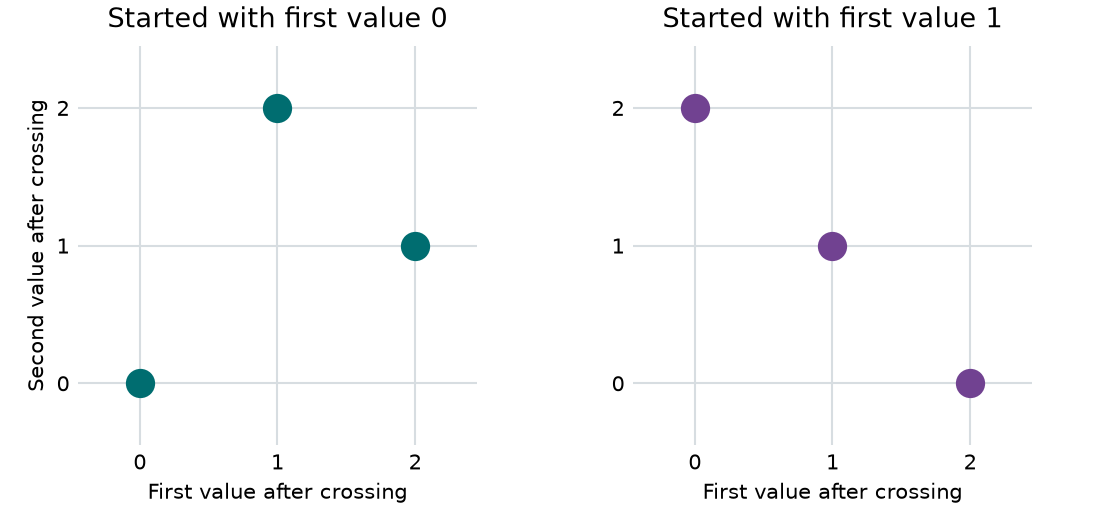 Started with first value 0
Second value after crossing
2
1
0
0 1 2
First value after crossing
Started with first value 1
2
1
0
0 1 2
First value after crossing